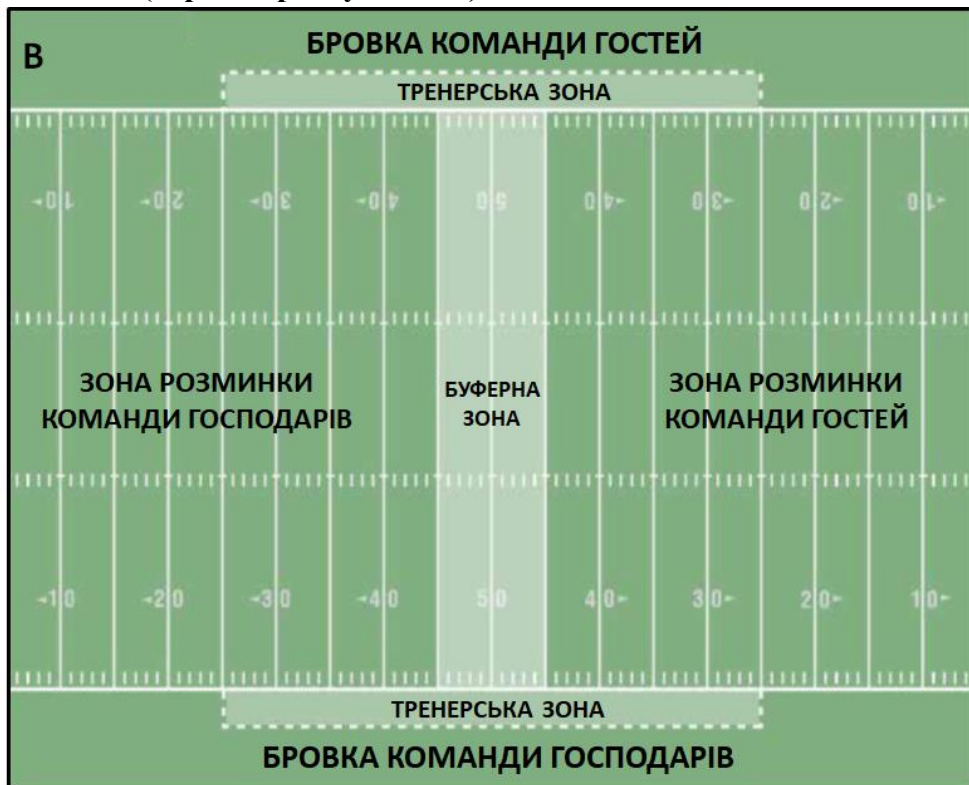 В
БРОВКА КОМАНДИ ГОСТЕЙ
ТРЕНЕРСЬКА ЗОНА
10 20 30 40 50 40 30 20 10
ЗОНА РОЗМИНКИ
КОМАНДИ ГОСПОДАРІВ
БУФЕРНА
ЗОНА
ЗОНА РОЗМИНКИ
КОМАНДИ ГОСТЕЙ
10 20 30 40 50 40 30 20 10
ТРЕНЕРСЬКА ЗОНА
БРОВКА КОМАНДИ ГОСПОДАРІВ